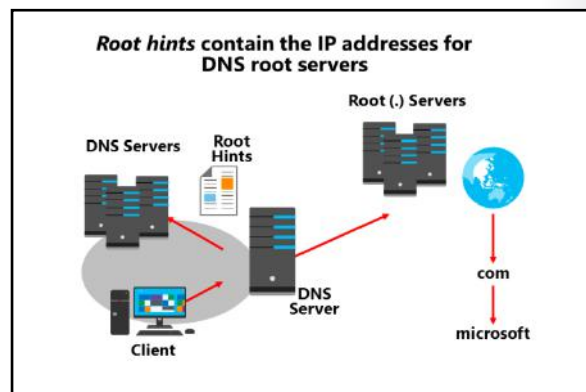 Root hints contain the IP addresses for
DNS root servers
Root (.) Servers
DNS Servers
Root
Hints
com
DNS
Server
microsoft
Client